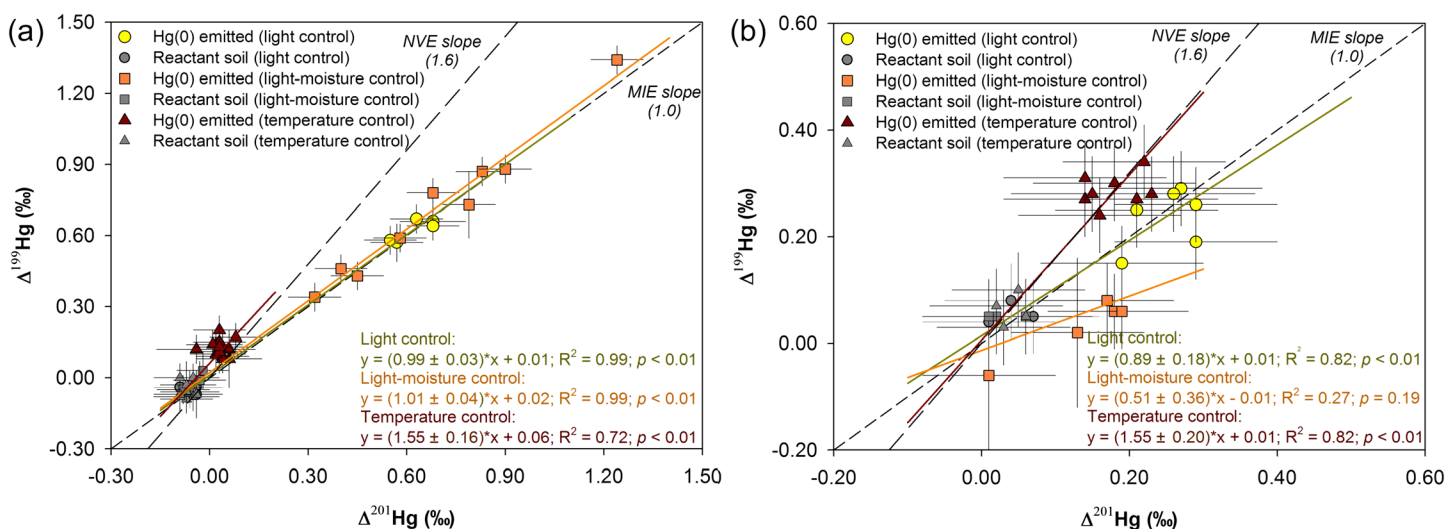 (a)
Hg(0) emitted (light control)
Reactant soil (light control)
Hg(0) emitted (light-moisture control)
Reactant soil (light-moisture control)
Hg(0) emitted (temperature control)
Reactant soil (temperature control)
NVE slope
(1.6)
MIE slope
(1.0)
1.50
1.20
0.90
0.60
0.30
0.00
-0.30
Δ¹⁹⁹Hg (‰)
Light control:
y = (0.99 ± 0.03)*x + 0.01; R² = 0.99; p < 0.01
Light-moisture control:
y = (1.01 ± 0.04)*x + 0.02; R² = 0.99; p < 0.01
Temperature control:
y = (1.55 ± 0.16)*x + 0.06; R² = 0.72; p < 0.01
-0.30 0.00 0.30 0.60 0.90 1.20 1.50
Δ²⁰¹Hg (‰)
(b)
Hg(0) emitted (light control)
Reactant soil (light control)
Hg(0) emitted (light-moisture control)
Reactant soil (light-moisture control)
Hg(0) emitted (temperature control)
Reactant soil (temperature control)
NVE slope
(1.6)
MIE slope
(1.0)
0.60
0.40
0.20
0.00
-0.20
Δ¹⁹⁹Hg (‰)
Light control:
y = (0.89 ± 0.18)*x + 0.01; R² = 0.82; p < 0.01
Light-moisture control:
y = (0.51 ± 0.36)*x - 0.01; R² = 0.27; p = 0.19
Temperature control:
y = (1.55 ± 0.20)*x + 0.01; R² = 0.82; p < 0.01
-0.20 0.00 0.20 0.40 0.60
Δ²⁰¹Hg (‰)